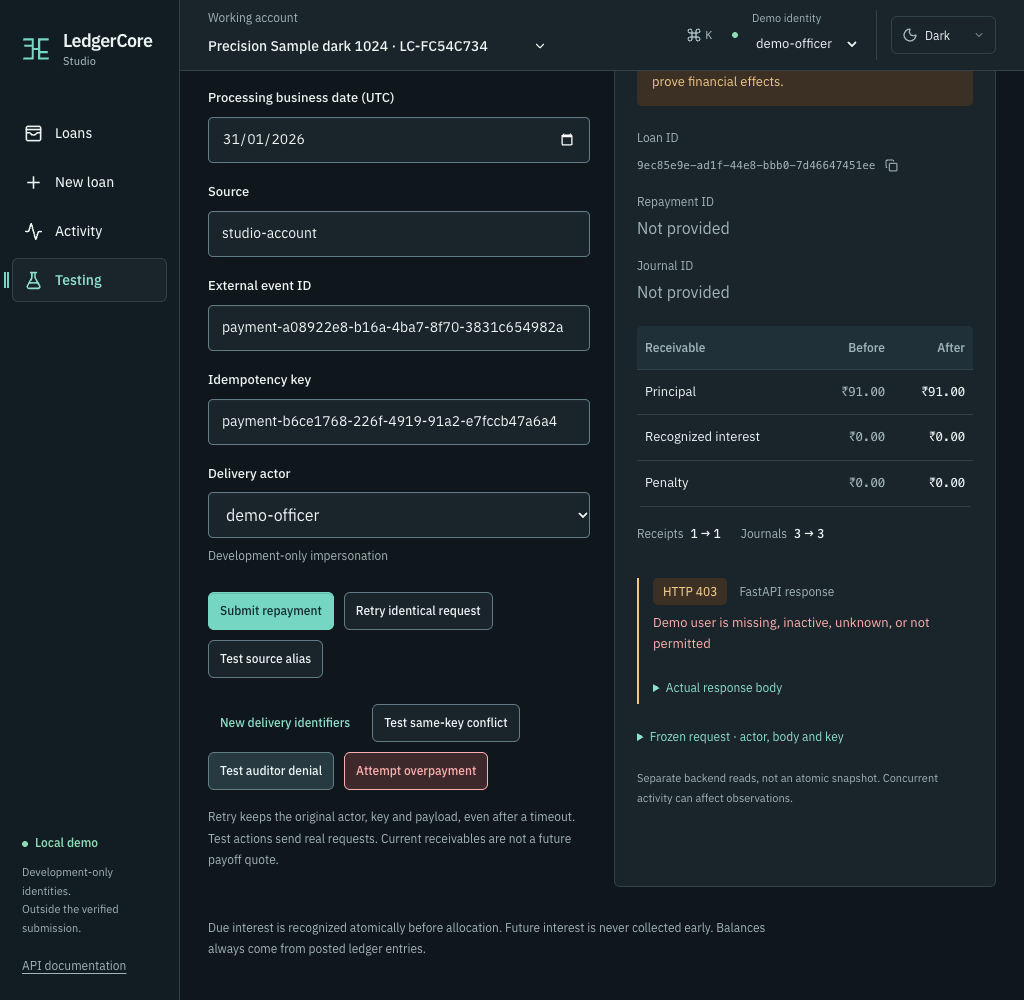 LedgerCore
Studio
Loans
New loan
Activity
Testing
Local demo
Development-only
identities.
Outside the verified
submission.
API documentation
Working account
Precision Sample dark 1024 · LC-FC54C734
⌘ K
Demo identity
demo-officer
Dark
Processing business date (UTC)
31/01/2026
Source
studio-account
External event ID
payment-a08922e8-b16a-4ba7-8f70-3831c654982a
Idempotency key
payment-b6ce1768-226f-4919-91a2-e7fccb47a6a4
Delivery actor
demo-officer
Development-only impersonation
Submit repayment
Retry identical request
Test source alias
New delivery identifiers
Test same-key conflict
Test auditor denial
Attempt overpayment
Retry keeps the original actor, key and payload, even after a timeout.
Test actions send real requests. Current receivables are not a future
payoff quote.
prove financial effects.
Loan ID
9ec85e9e-ad1f-44e8-bbb0-7d46647451ee
Repayment ID
Not provided
Journal ID
Not provided
Receivable Before After
Principal ₹91.00 ₹91.00
Recognized interest ₹0.00 ₹0.00
Penalty ₹0.00 ₹0.00
Receipts 1 → 1 Journals 3 → 3
HTTP 403 FastAPI response
Demo user is missing, inactive, unknown, or not
permitted
Actual response body
Frozen request · actor, body and key
Separate backend reads, not an atomic snapshot. Concurrent
activity can affect observations.
Due interest is recognized atomically before allocation. Future interest is never collected early. Balances
always come from posted ledger entries.